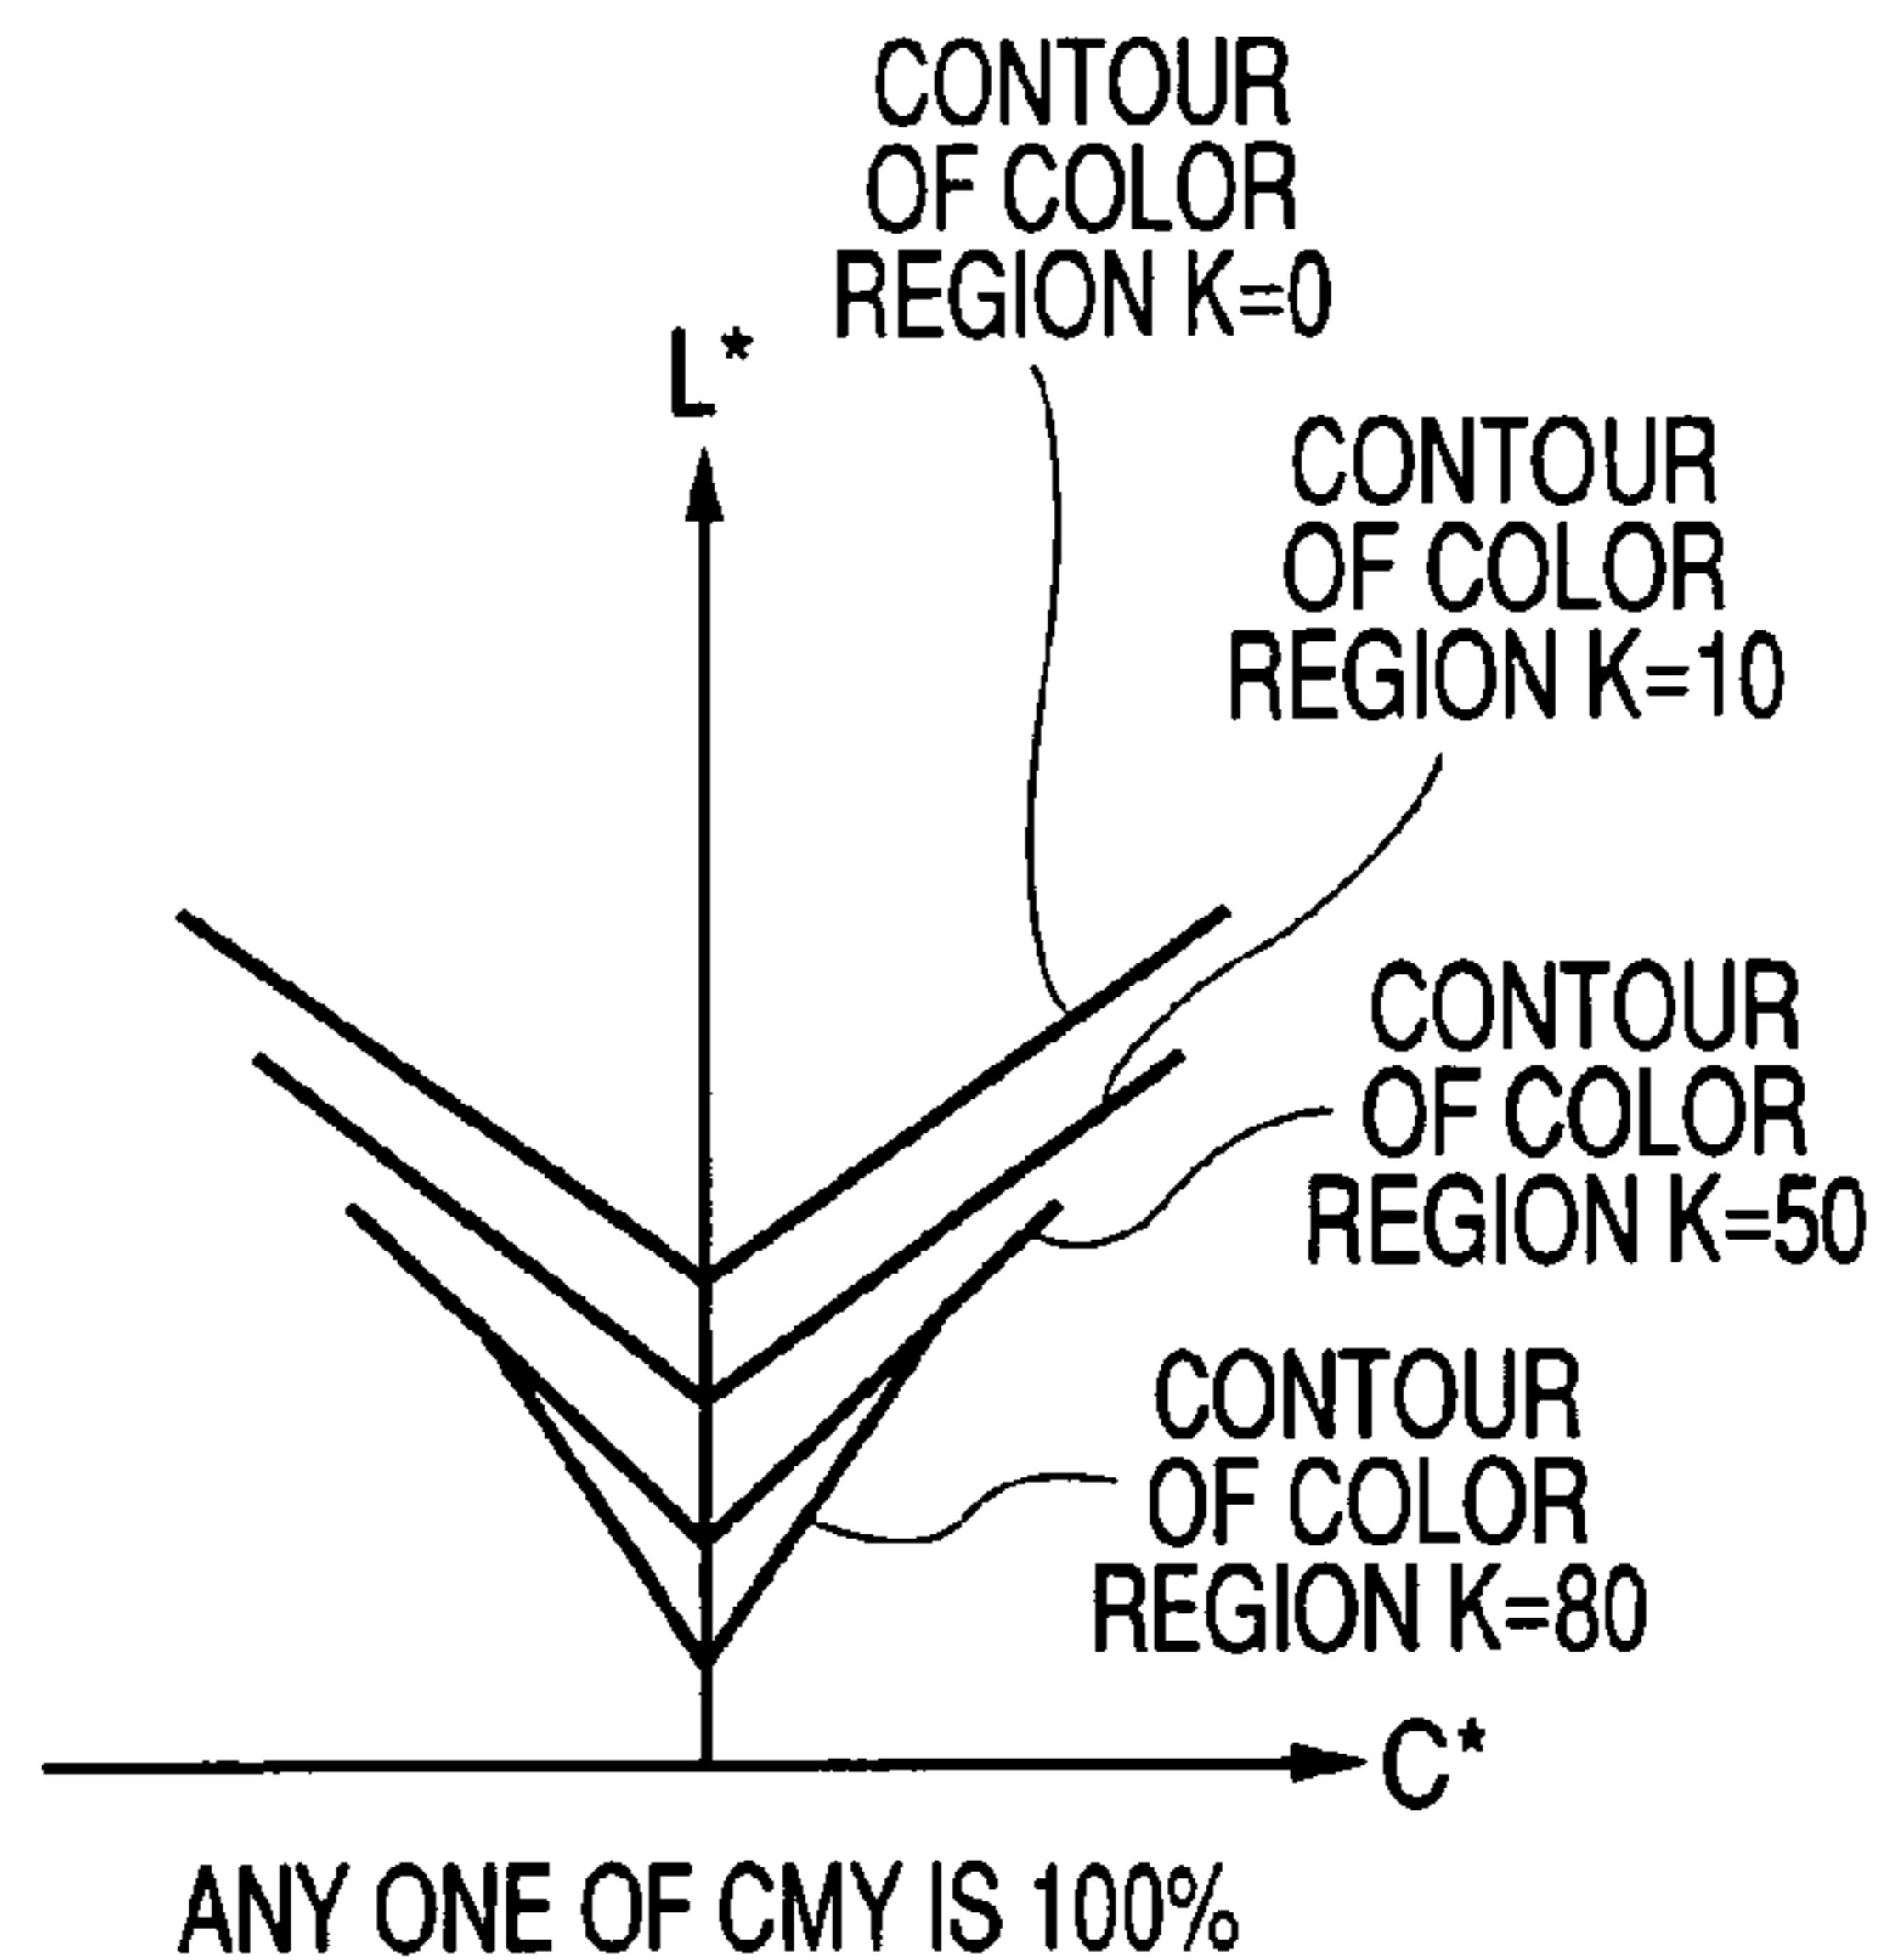 CONTOUR
OF COLOR
REGION K=0
L*
CONTOUR
OF COLOR
REGION K=10
CONTOUR
OF COLOR
REGION K=50
CONTOUR
OF COLOR
REGION K=80
C*
ANY ONE OF CMY IS 100%